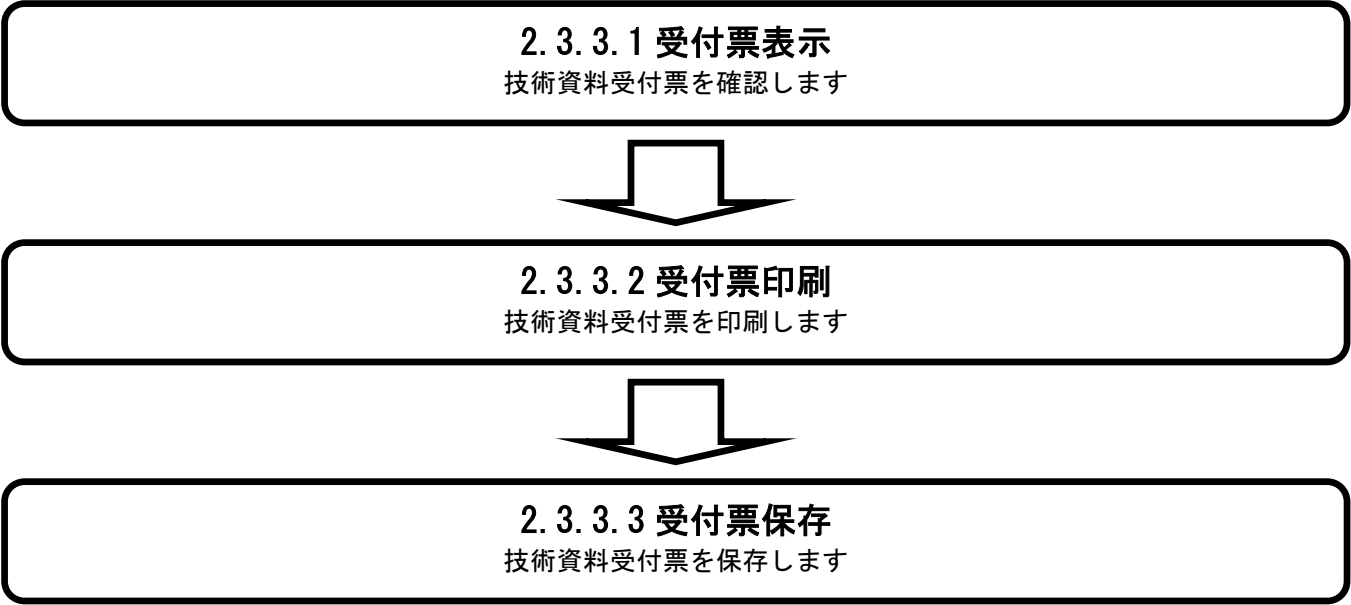 2.3.3.1受付票表示
技術資料受付票を確認します
2.3.3.2受付票印刷
技術資料受付票を印刷します
2.3.3.3受付票保存
技術資料受付票を保存します